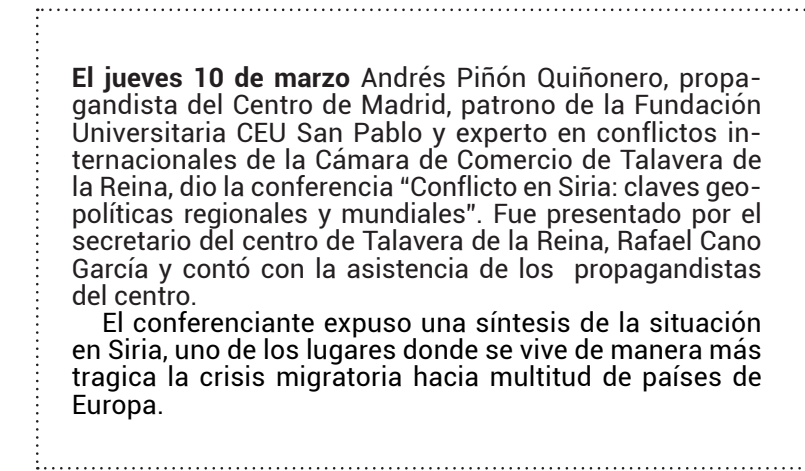 El jueves 10 de marzo Andrés Piñón Quiñonero, propa-
gandista del Centro de Madrid, patrono de la Fundación
Universitaria CEU San Pablo y experto en conflictos in-
ternacionales de la Cámara de Comercio de Talavera de
la Reina, dio la conferencia “Conflicto en Siria: claves geo-
políticas regionales y mundiales”. Fue presentado por el
secretario del centro de Talavera de la Reina, Rafael Cano
García y contó con la asistencia de los  propagandistas
del centro.
El conferenciante expuso una síntesis de la situación
en Siria, uno de los lugares donde se vive de manera más
tragica la crisis migratoria hacia multitud de países de
Europa.